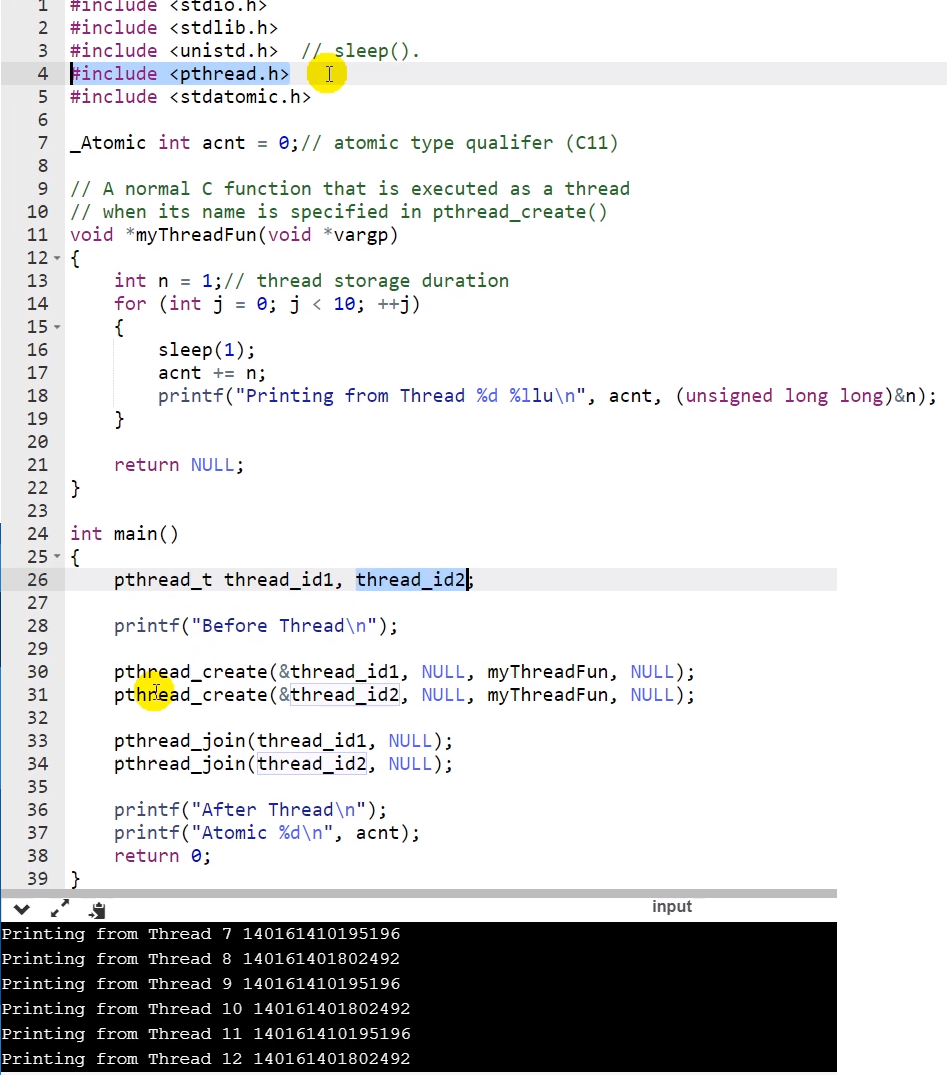 1 #include <stdio.h>
2 #include <stdlib.h>
3 #include <unistd.h>  // sleep().
4 #include <pthread.h>
5 #include <stdatomic.h>
6
7 _Atomic int acnt = 0;// atomic type qualifer (C11)
8
9 // A normal C function that is executed as a thread
10 // when its name is specified in pthread_create()
11 void *myThreadFun(void *vargp)
12 {
13     int n = 1;// thread storage duration
14     for (int j = 0; j < 10; ++j)
15     {
16         sleep(1);
17         acnt += n;
18         printf("Printing from Thread %d %llu\n", acnt, (unsigned long long)&n);
19     }
20
21     return NULL;
22 }
23
24 int main()
25 {
26     pthread_t thread_id1, thread_id2;
27
28     printf("Before Thread\n");
29
30     pthread_create(&thread_id1, NULL, myThreadFun, NULL);
31     pthread_create(&thread_id2, NULL, myThreadFun, NULL);
32
33     pthread_join(thread_id1, NULL);
34     pthread_join(thread_id2, NULL);
35
36     printf("After Thread\n");
37     printf("Atomic %d\n", acnt);
38     return 0;
39 }
input
Printing from Thread 7 140161410195196
Printing from Thread 8 140161401802492
Printing from Thread 9 140161410195196
Printing from Thread 10 140161401802492
Printing from Thread 11 140161410195196
Printing from Thread 12 140161401802492